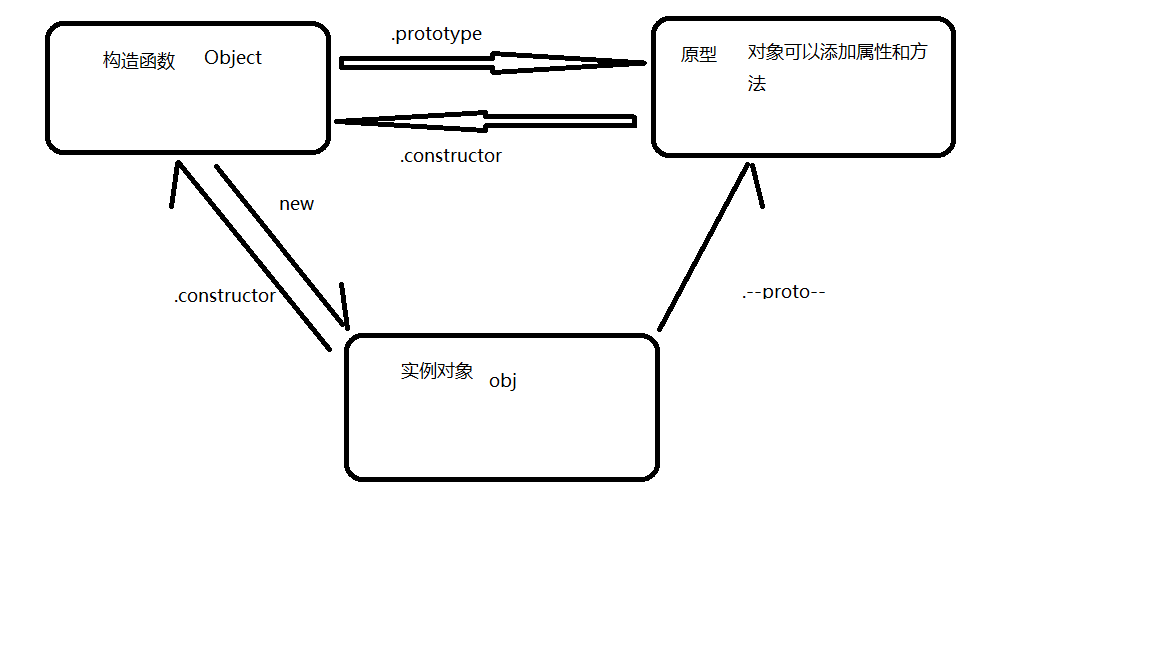 .prototype
构造函数 Object
原型 对象可以添加属性和方
法
.constructor
new
.constructor
.--proto--
实例对象 obj